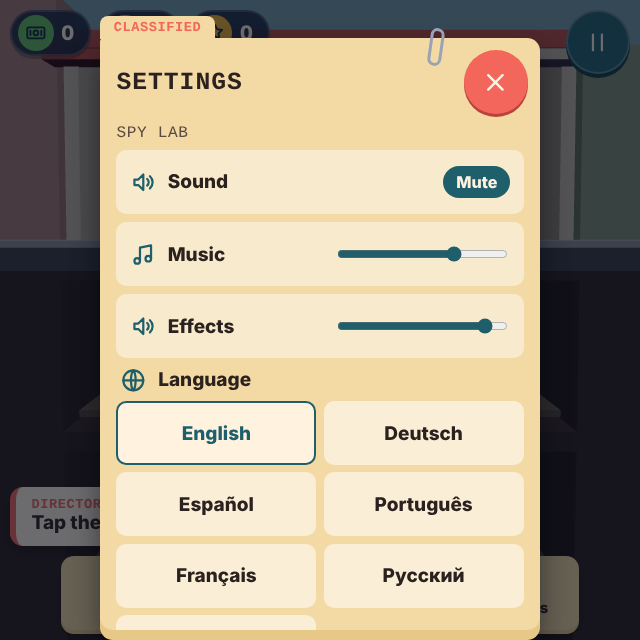 CLASSIFIED
0
0
SETTINGS
SPY LAB
Sound
Mute
Music
Effects
Language
English
Deutsch
Español
Português
Français
Русский
DIRECTOR
Tap the